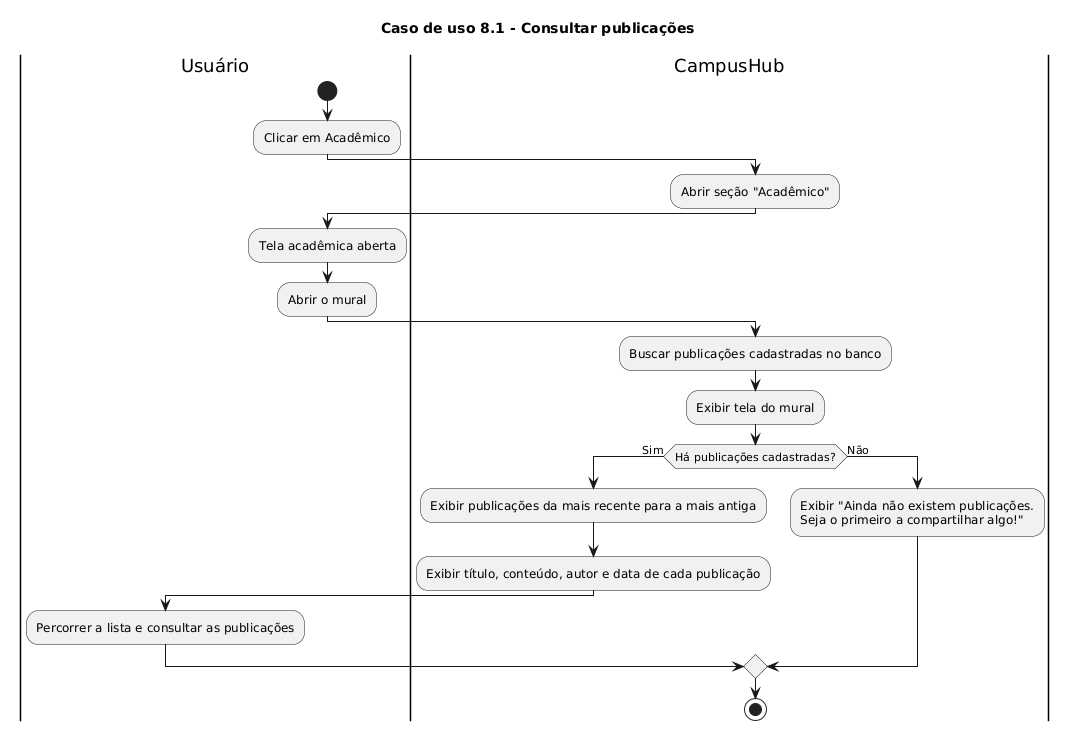 Caso de uso 8.1 - Consultar publicações
Usuário
CampusHub
Clicar em Acadêmico
Abrir seção "Acadêmico"
Tela acadêmica aberta
Abrir o mural
Buscar publicações cadastradas no banco
Exibir tela do mural
Sim
Há publicações cadastradas?
Não
Exibir publicações da mais recente para a mais antiga
Exibir "Ainda não existem publicações.
Seja o primeiro a compartilhar algo!"
Exibir título, conteúdo, autor e data de cada publicação
Percorrer a lista e consultar as publicações